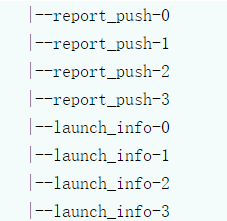 |--report_push-0
|--report_push-1
|--report_push-2
|--report_push-3
|--launch_info-0
|--launch_info-1
|--launch_info-2
|--launch_info-3